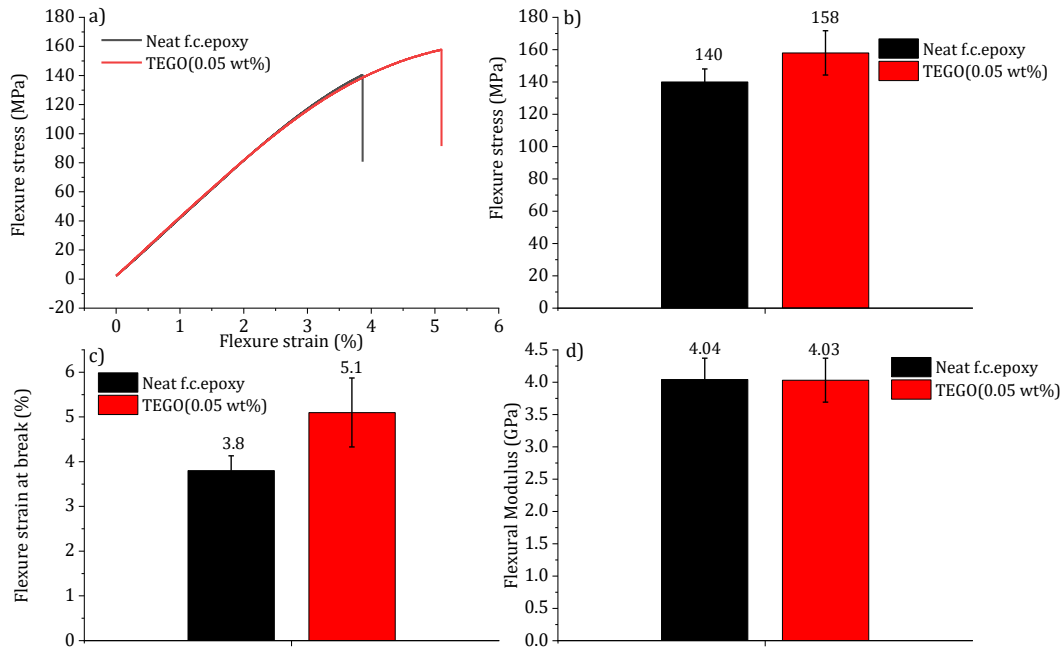 a)
Neat f.c.epoxy
TEGO(0.05 wt%)
180
160
140
120
100
80
60
40
20
0
-20
Flexure stress (MPa)
0 1 2 3 4 5 6
Flexure strain (%)
b)
158
140
Neat f.c.epoxy
TEGO(0.05 wt%)
180
160
140
120
100
80
60
40
20
0
Flexure stress (MPa)
c)
Neat f.c.epoxy
TEGO(0.05 wt%)
5.1
3.8
6
5
4
3
2
1
0
Flexure strain at break (%)
d)
4.04
4.03
Neat f.c.epoxy
TEGO(0.05 wt%)
4.5
4.0
3.5
3.0
2.5
2.0
1.5
1.0
0.5
0.0
Flexural Modulus (GPa)